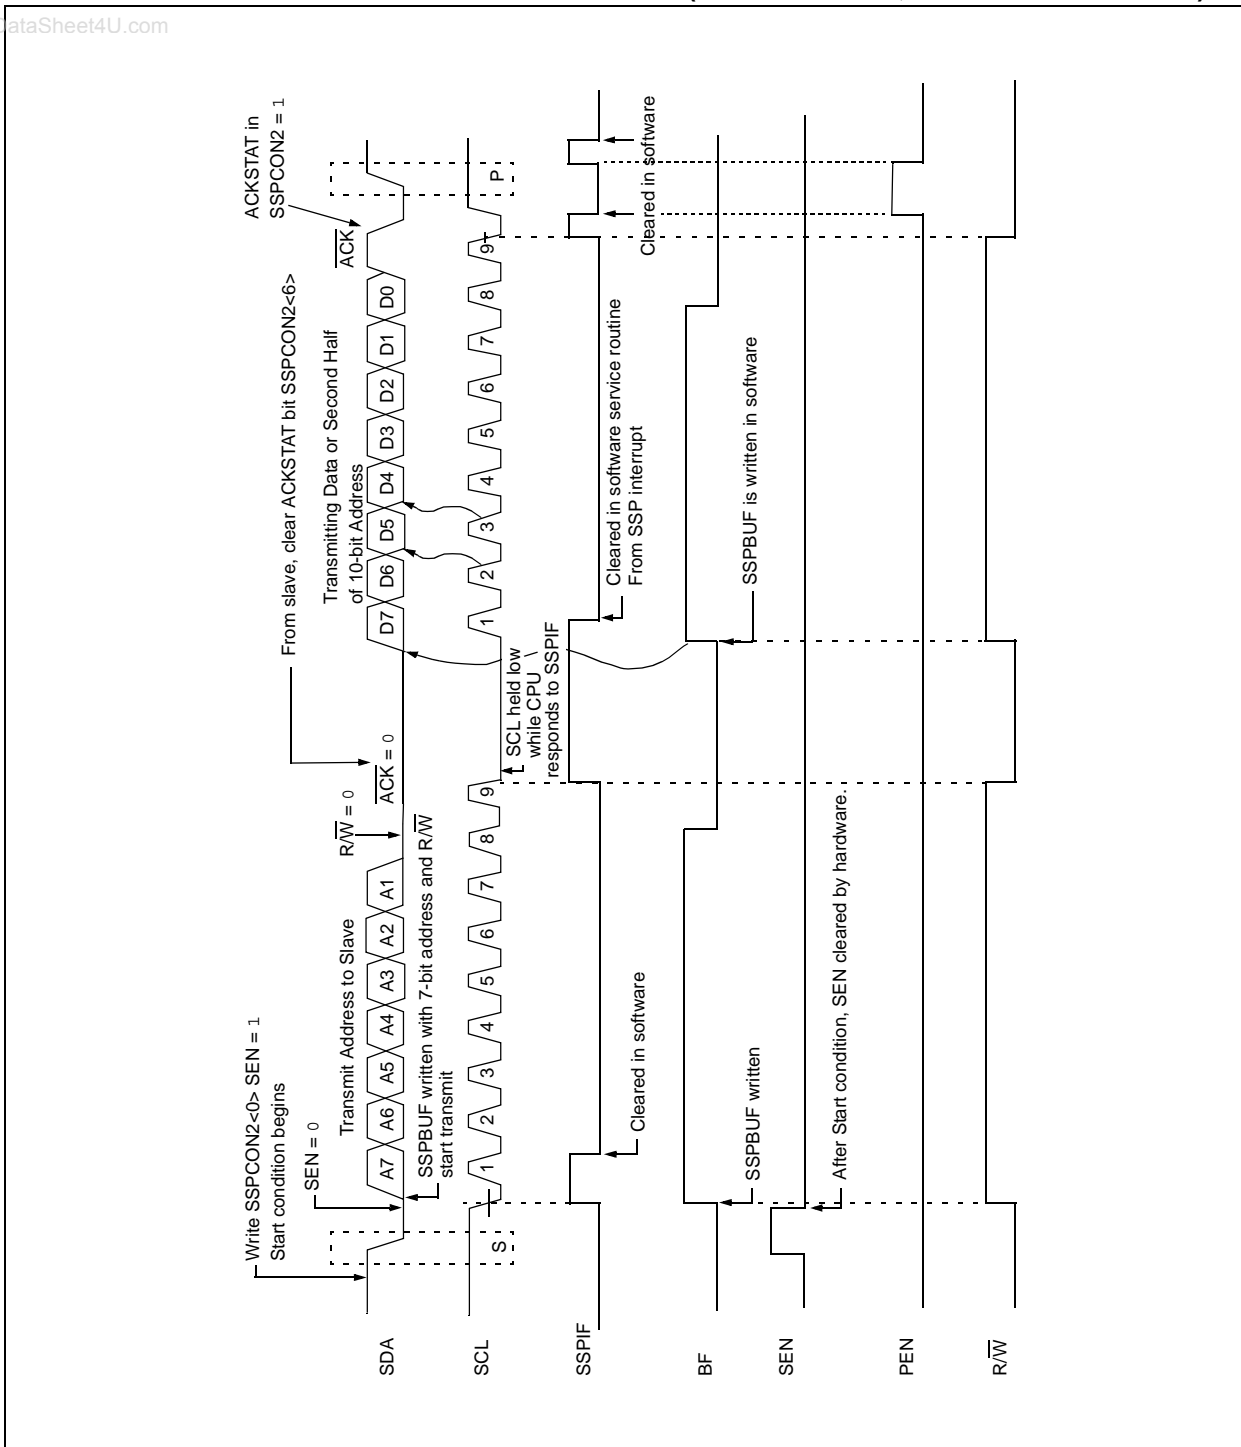 DataSheet4U.com
Write SSPCON2<0> SEN = 1
Start condition begins
SEN = 0
Transmit Address to Slave
R/W = 0
From slave, clear ACKSTAT bit SSPCON2<6>
ACK = 0
Transmitting Data or Second Half
of 10-bit Address
ACK
ACKSTAT in
SSPCON2 = 1
SDA
A7 A6 A5 A4 A3 A2 A1
D7 D6 D5 D4 D3 D2 D1 D0
SSPBUF written with 7-bit address and R/W
start transmit
SCL
S
1 2 3 4 5 6 7 8 9
1 2 3 4 5 6 7 8 9
P
SCL held low
while CPU
responds to SSPIF
SSPIF
Cleared in software
Cleared in software service routine
From SSP interrupt
Cleared in software
BF
SSPBUF written
SSPBUF is written in software
SEN
After Start condition, SEN cleared by hardware.
PEN
R/W